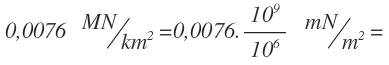 0,0076 MN/km² =0,0076. 10⁹/10⁶ mN/m² =